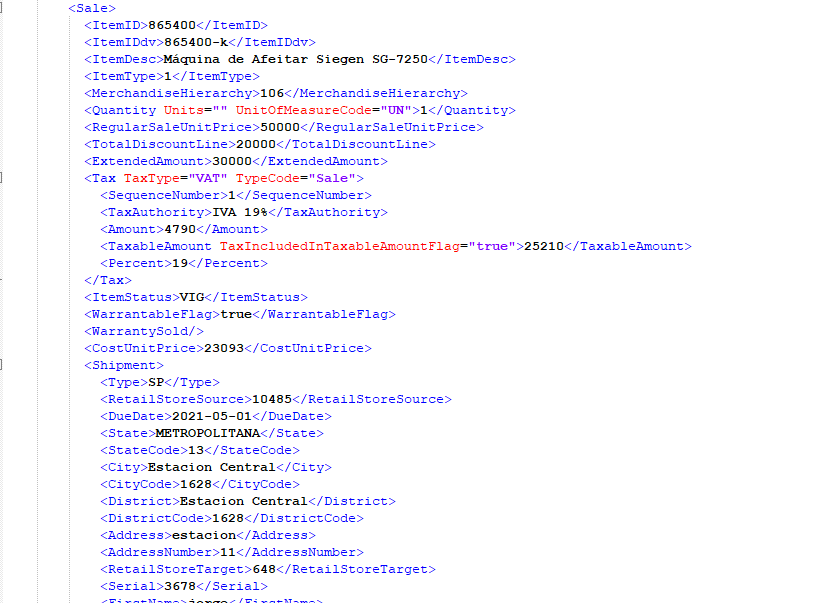 <Sale>
<ItemID>865400</ItemID>
<ItemIDdv>865400-k</ItemIDdv>
<ItemDesc>Máquina de Afeitar Siegen SG-7250</ItemDesc>
<ItemType>1</ItemType>
<MerchandiseHierarchy>106</MerchandiseHierarchy>
<Quantity Units="" UnitOfMeasureCode="UN">1</Quantity>
<RegularSaleUnitPrice>50000</RegularSaleUnitPrice>
<TotalDiscountLine>20000</TotalDiscountLine>
<ExtendedAmount>30000</ExtendedAmount>
<Tax TaxType="VAT" TypeCode="Sale">
<SequenceNumber>1</SequenceNumber>
<TaxAuthority>IVA 19%</TaxAuthority>
<Amount>4790</Amount>
<TaxableAmount TaxIncludedInTaxableAmountFlag="true">25210</TaxableAmount>
<Percent>19</Percent>
</Tax>
<ItemStatus>VIG</ItemStatus>
<WarrantableFlag>true</WarrantableFlag>
<WarrantySold/>
<CostUnitPrice>23093</CostUnitPrice>
<Shipment>
<Type>SP</Type>
<RetailStoreSource>10485</RetailStoreSource>
<DueDate>2021-05-01</DueDate>
<State>METROPOLITANA</State>
<StateCode>13</StateCode>
<City>Estacion Central</City>
<CityCode>1628</CityCode>
<District>Estacion Central</District>
<DistrictCode>1628</DistrictCode>
<Address>estacion</Address>
<AddressNumber>11</AddressNumber>
<RetailStoreTarget>648</RetailStoreTarget>
<Serial>3678</Serial>
<FirstName>jorge</FirstName>